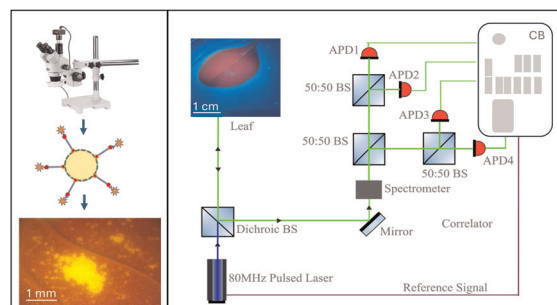 1 mm
APD1
CB
APD2
50:50 BS
1 cm
APD3
Leaf
50:50 BS
50:50 BS
APD4
Spectrometer
Dichroic BS
Mirror
Correlator
80MHz Pulsed Laser
Reference Signal